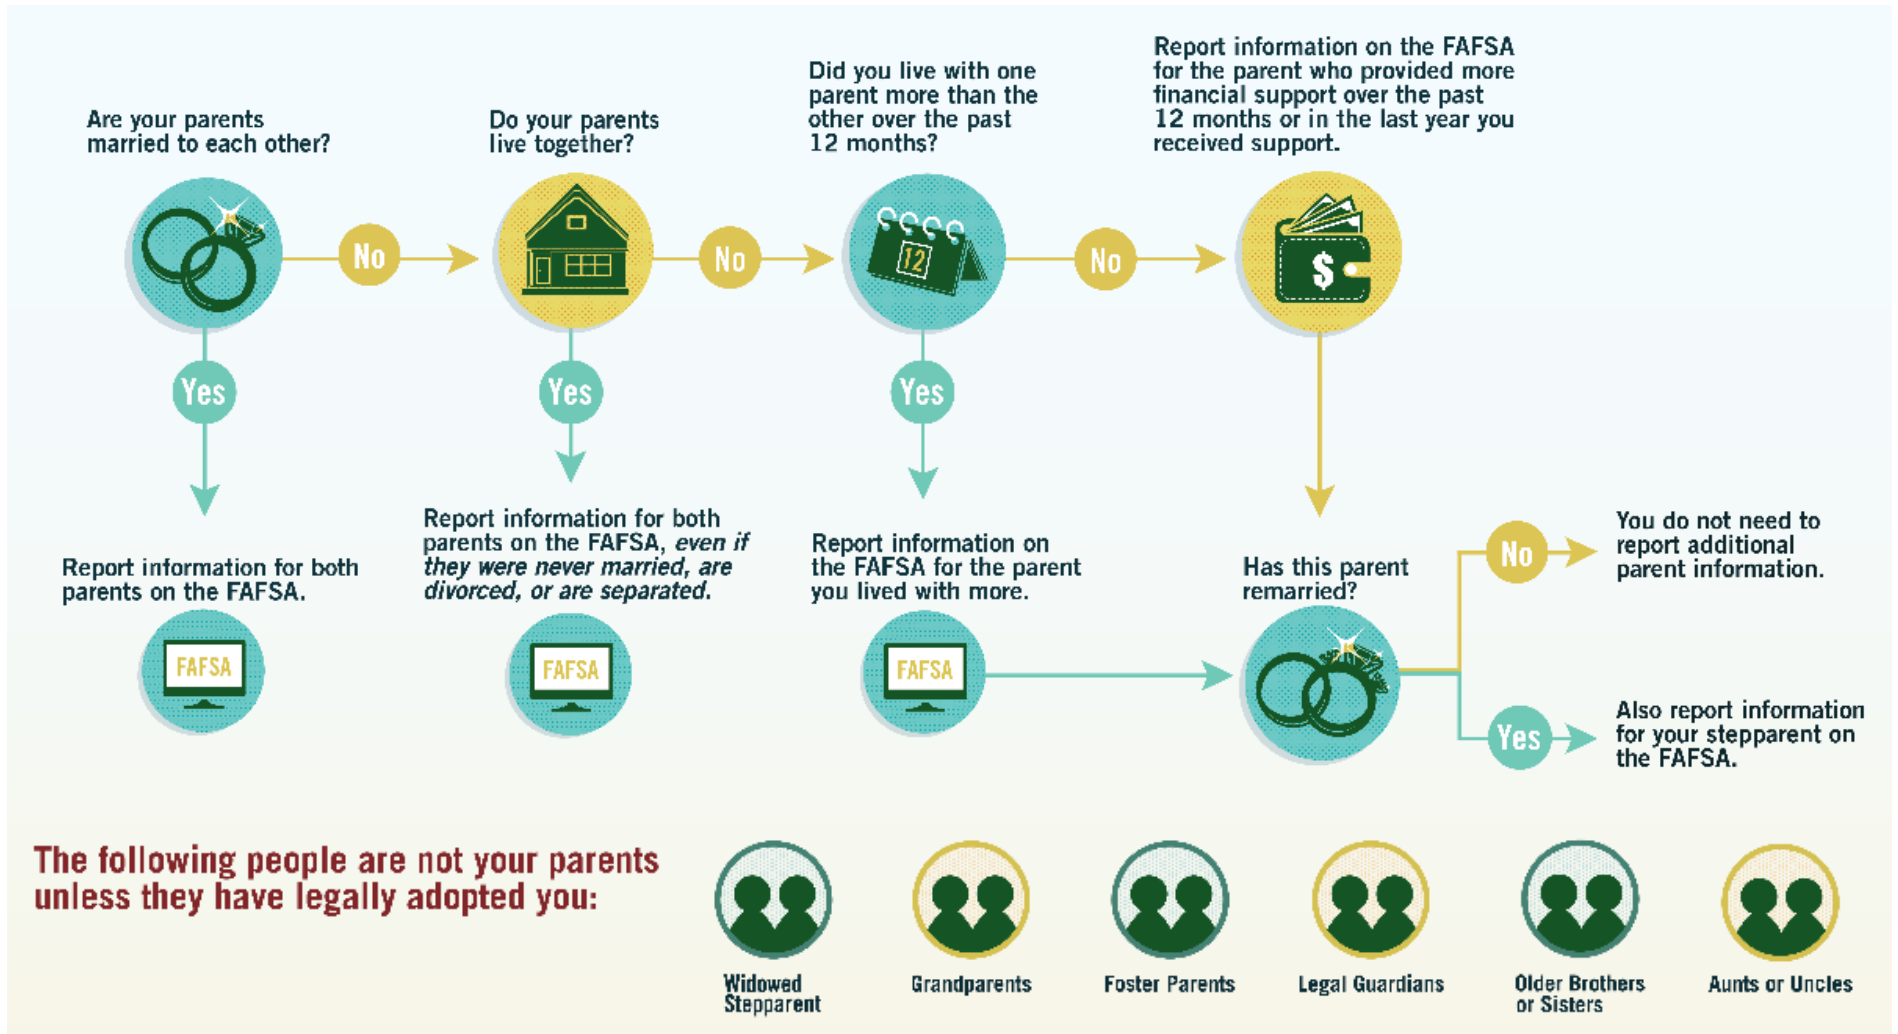 Are your parents
married to each other?
Do your parents
live together?
Did you live with one
parent more than the
other over the past
12 months?
Report information on the FAFSA
for the parent who provided more
financial support over the past
12 months or in the last year you
received support.
No
No
12
No
$
Yes
Yes
Yes
Report information for both
parents on the FAFSA.
FAFSA
Report information for both
parents on the FAFSA, even if
they were never married, are
divorced, or are separated.
FAFSA
Report information on
the FAFSA for the parent
you lived with more.
FAFSA
Has this parent
remarried?
No
You do not need to
report additional
parent information.
Yes
Also report information
for your stepparent on
the FAFSA.
The following people are not your parents
unless they have legally adopted you:
Widowed
Stepparent
Grandparents
Foster Parents
Legal Guardians
Older Brothers
or Sisters
Aunts or Uncles